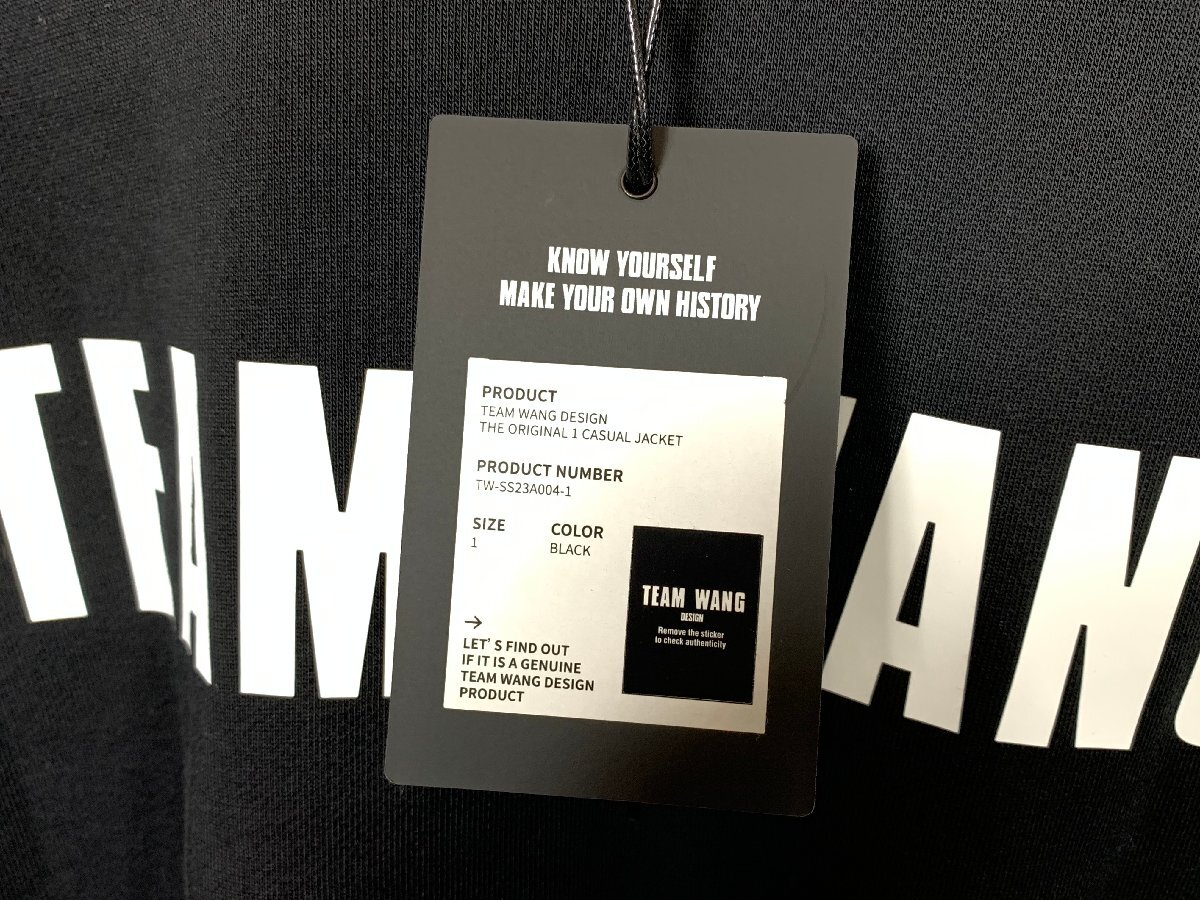 KNOW YOURSELF
MAKE YOUR OWN HISTORY
TEAM WANG
PRODUCT
TEAM WANG DESIGN
THE ORIGINAL 1 CASUAL JACKET
PRODUCT NUMBER
TW-SS23A004-1
SIZE COLOR
1 BLACK
TEAM WANG
DESIGN
Remove the sticker
to check authenticity
→
LET'S FIND OUT
IF IT IS A GENUINE
TEAM WANG DESIGN
PRODUCT